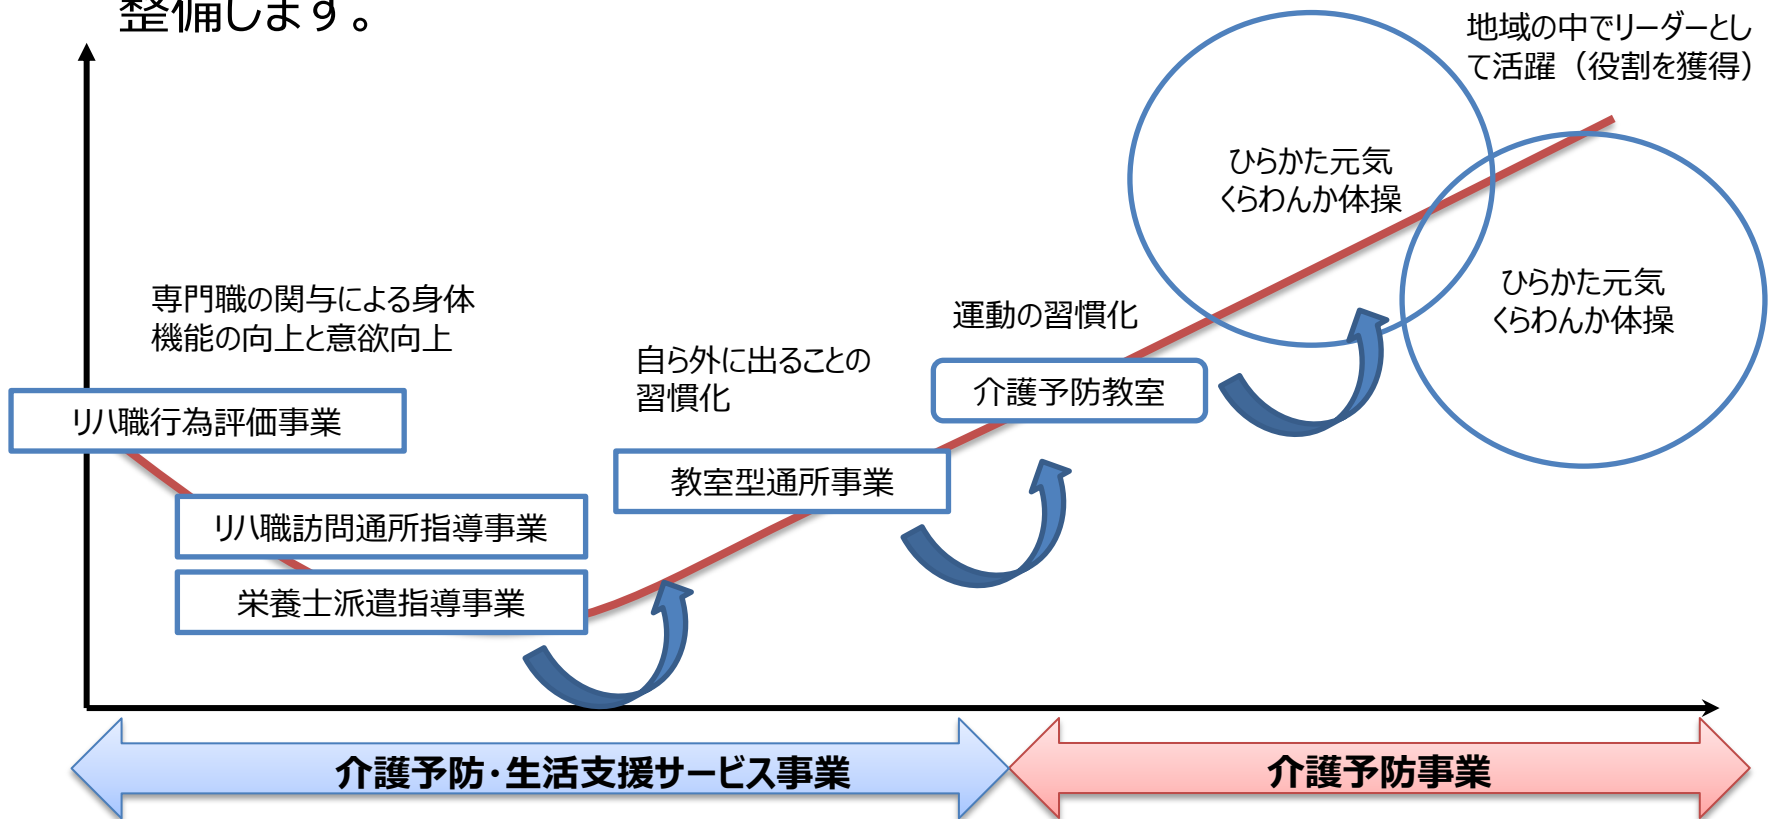 整備します。
地域の中でリーダーとし
て活躍（役割を獲得）
ひらかた元気
くらわんか体操
ひらかた元気
くらわんか体操
専門職の関与による身体
機能の向上と意欲向上
運動の習慣化
自ら外に出ることの
習慣化
介護予防教室
リハ職行為評価事業
教室型通所事業
リハ職訪問通所指導事業
栄養士派遣指導事業
介護予防・生活支援サービス事業
介護予防事業